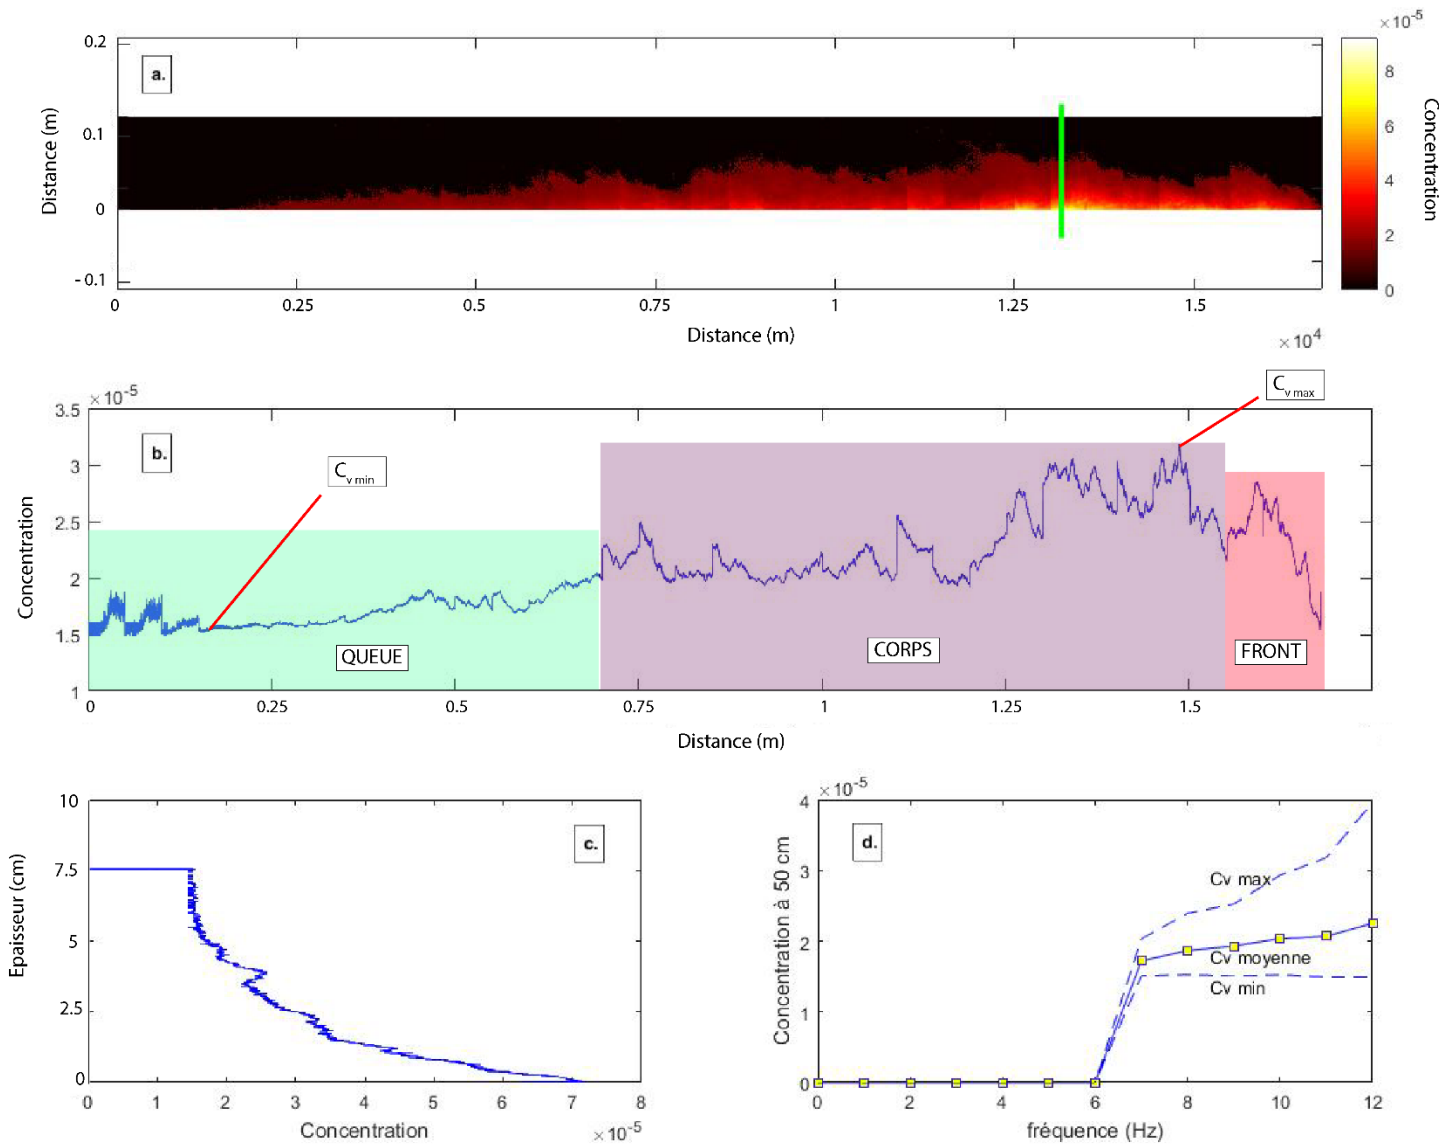 ×10⁻⁵
0.2
a.
8
Distance (m)
0.1
6
Concentration
4
0
2
- 0.1
0
0
0.25
0.5
0.75
1
1.25
1.5
Distance (m)
×10⁴
C v max
3.5
×10⁻⁵
b.
3
C v min
2.5
Concentration
2
1.5
QUEUE
CORPS
FRONT
1
0
0.25
0.5
0.75
1
1.25
1.5
Distance (m)
10
c.
7.5
Epaisseur (cm)
5
2.5
0
0 1 2 3 4 5 6 7 8
Concentration
×10⁻⁵
4
×10⁻⁵
d.
3
Cv max
Concentration à 50 cm
2
Cv moyenne
Cv min
1
0
0 2 4 6 8 10 12
fréquence (Hz)